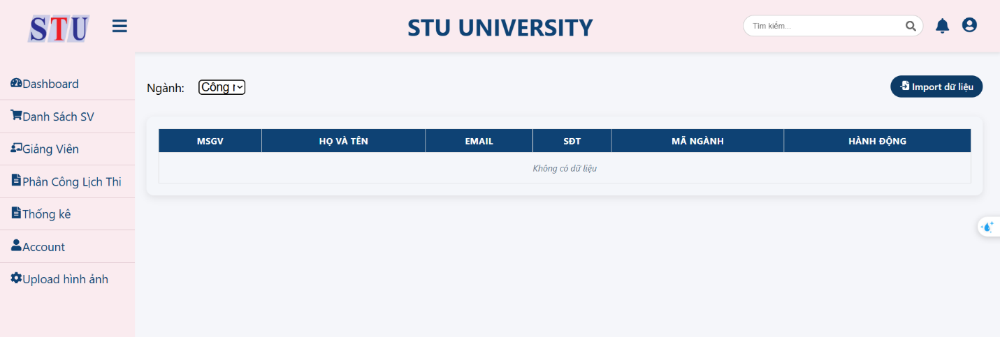 STU
STU UNIVERSITY
Tìm kiếm...
Dashboard
Danh Sách SV
Giảng Viên
Phân Công Lịch Thi
Thống kê
Account
Upload hình ảnh
Ngành:
Công
Import dữ liệu
MSGV HỌ VÀ TÊN EMAIL SĐT MÃ NGÀNH HÀNH ĐỘNG
Không có dữ liệu